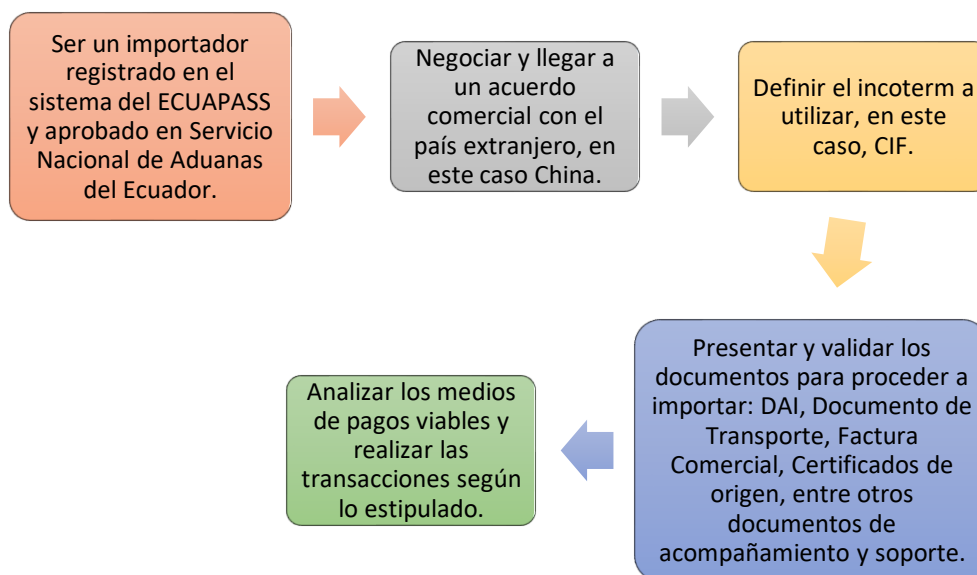 Ser un importador
registrado en el
sistema del ECUAPASS
y aprobado en Servicio
Nacional de Aduanas
del Ecuador.
Negociar y llegar a
un acuerdo
comercial con el
país extranjero, en
este caso China.
Definir el incoterm a
utilizar, en este
caso, CIF.
Presentar y validar los
documentos para proceder a
importar: DAI, Documento de
Transporte, Factura
Comercial, Certificados de
origen, entre otros
documentos de
acompañamiento y soporte.
Analizar los medios
de pagos viables y
realizar las
transacciones según
lo estipulado.